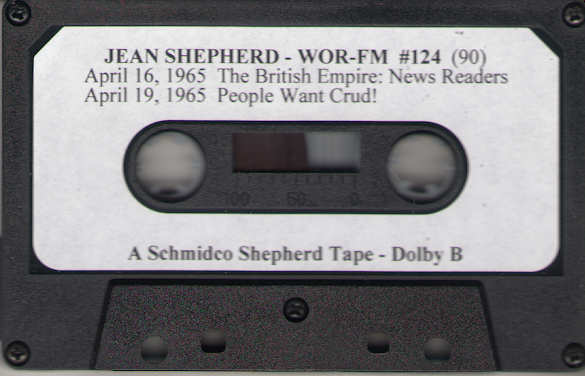 JEAN SHEPHERD - WOR-FM #124 (90)
April 16, 1965 The British Empire: News Readers
April 19, 1965 People Want Crud!
100 50 0
A Schmidco Shepherd Tape - Dolby B